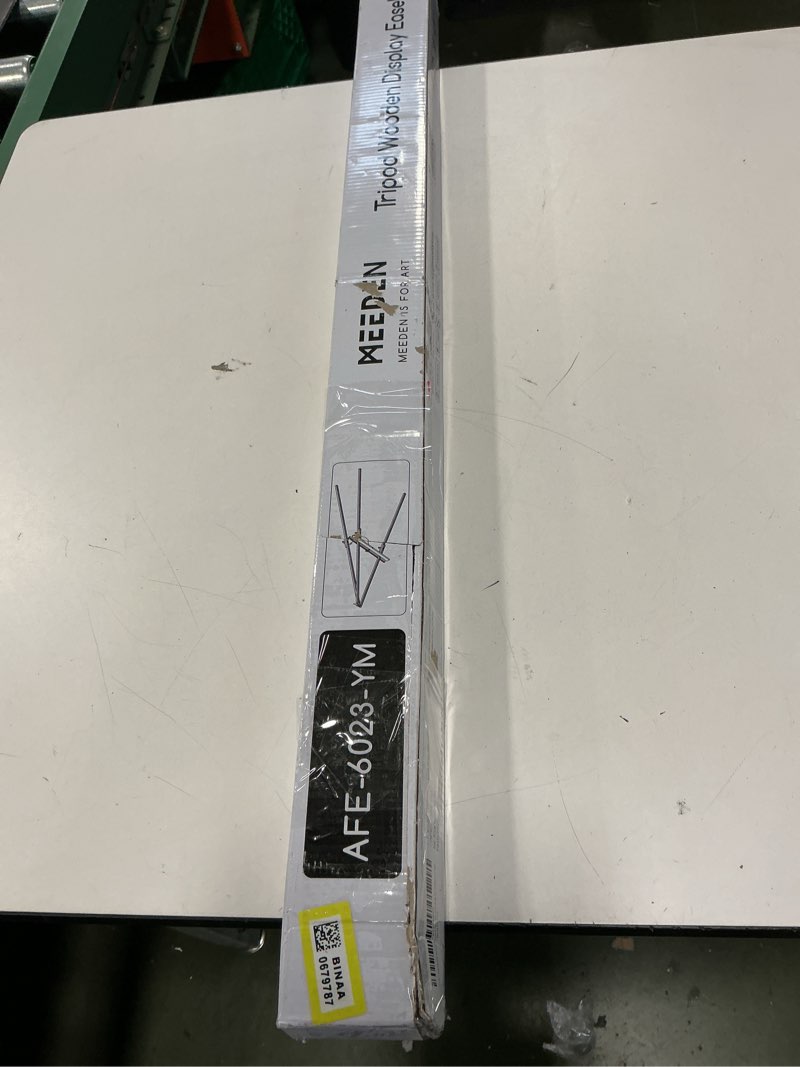 Tripod Wooden Display Easel
MEEDEN
MEEDEN IS FOR ART
AFE-6023-YM
BINAA
0679787